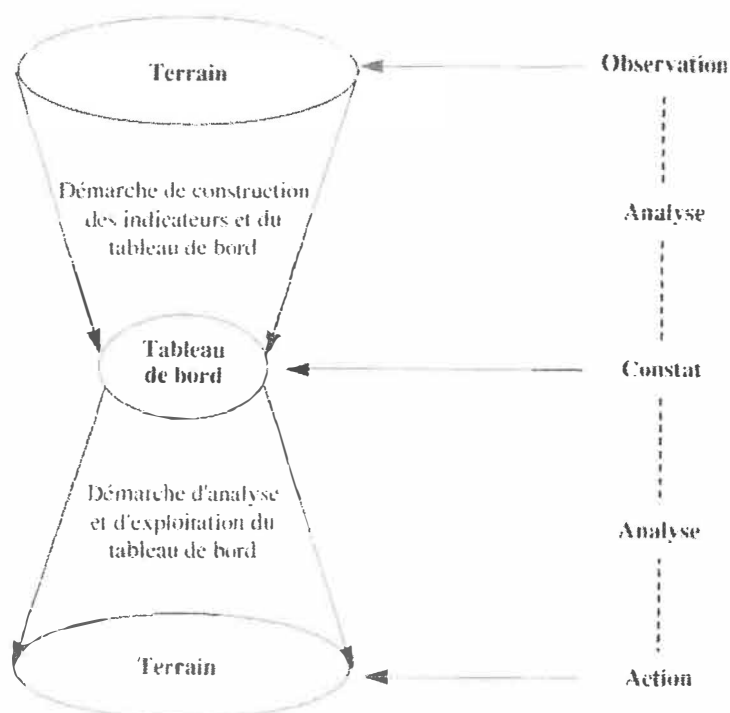 Terrain
Observation
Démarche de construction
des indicateurs et du
tableau de bord
Analyse
Tableau
de bord
Constat
Démarche d'analyse
et d'exploitation du
tableau de bord
Analyse
Terrain
Action